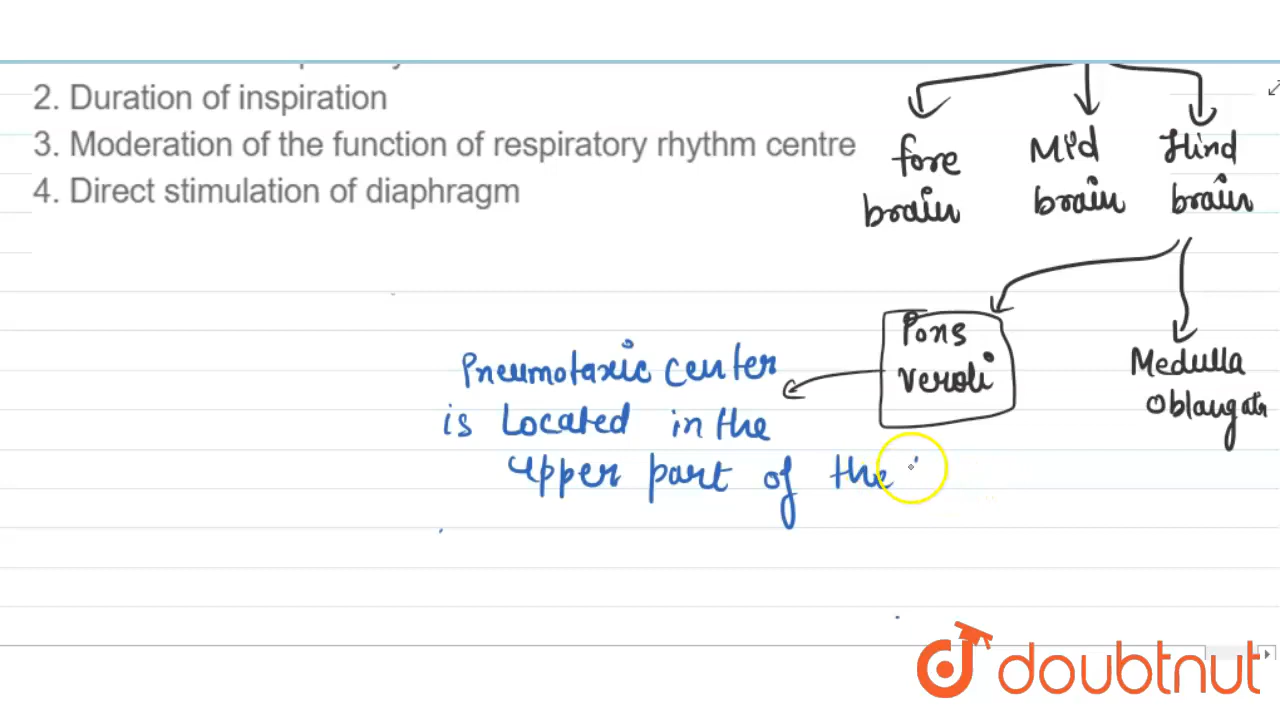 2. Duration of inspiration
3. Moderation of the function of respiratory rhythm centre
4. Direct stimulation of diaphragm
fore
brain
Mid
brain
Hind
brain
Pons
Veroli
Medulla
Oblangata
Pneumotaxic center
is Located in the
upper part of the
doubtnut